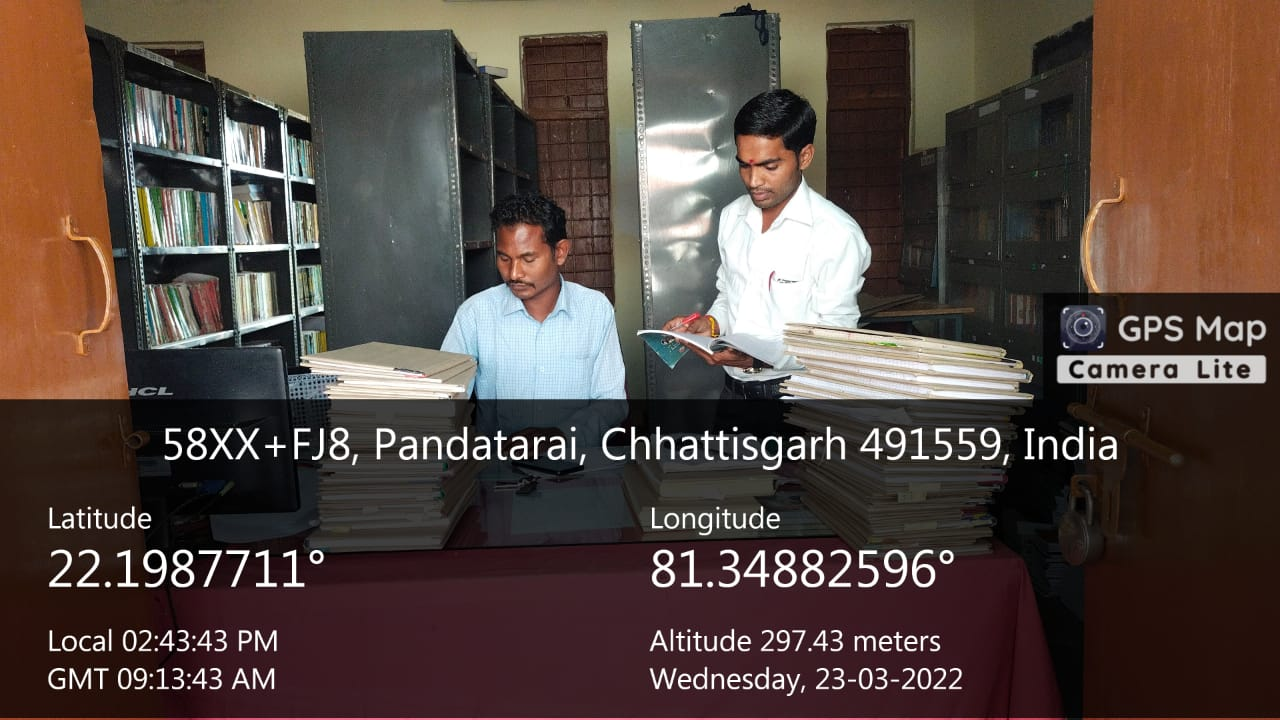 HCL
GPS Map
Camera Lite
58XX+FJ8, Pandatarai, Chhattisgarh 491559, India
Latitude
22.1987711°
Longitude
81.34882596°
Local 02:43:43 PM
GMT 09:13:43 AM
Altitude 297.43 meters
Wednesday, 23-03-2022